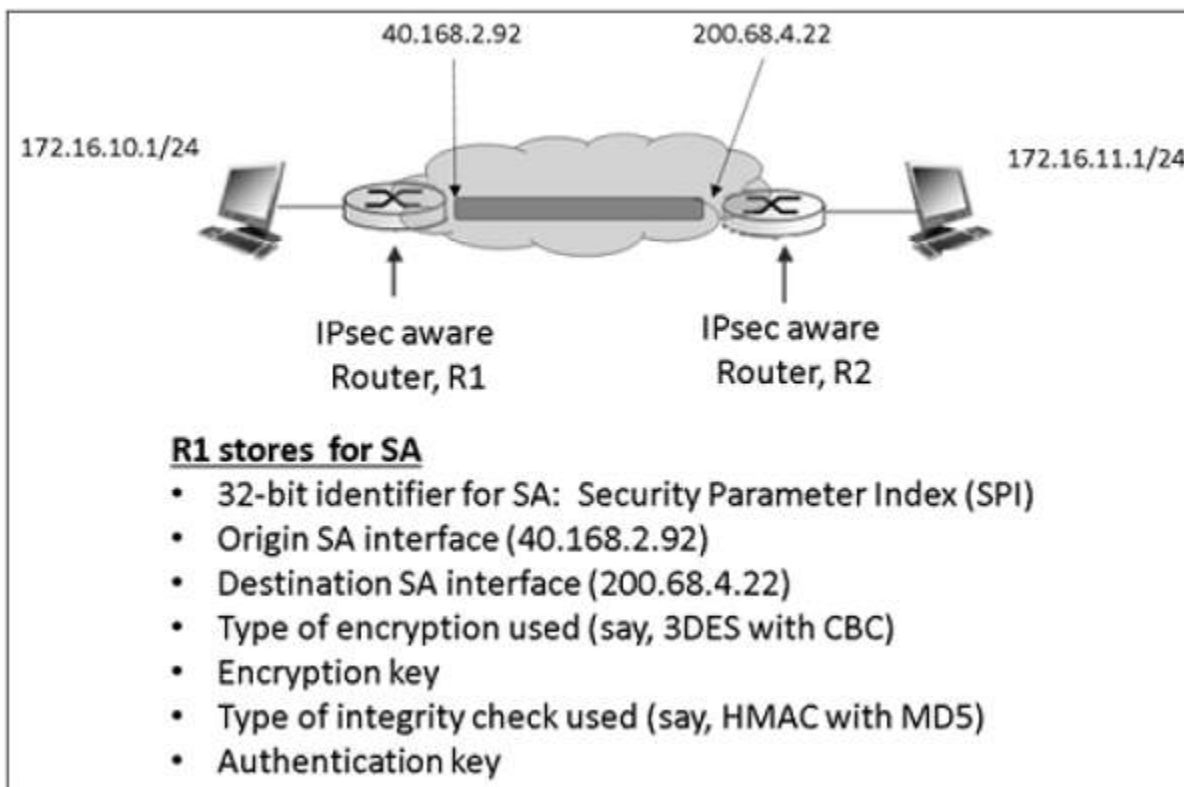 40.168.2.92 200.68.4.22
172.16.10.1/24
172.16.11.1/24
IPsec aware
Router, R1
IPsec aware
Router, R2
R1 stores for SA
• 32-bit identifier for SA: Security Parameter Index (SPI)
• Origin SA interface (40.168.2.92)
• Destination SA interface (200.68.4.22)
• Type of encryption used (say, 3DES with CBC)
• Encryption key
• Type of integrity check used (say, HMAC with MD5)
• Authentication key